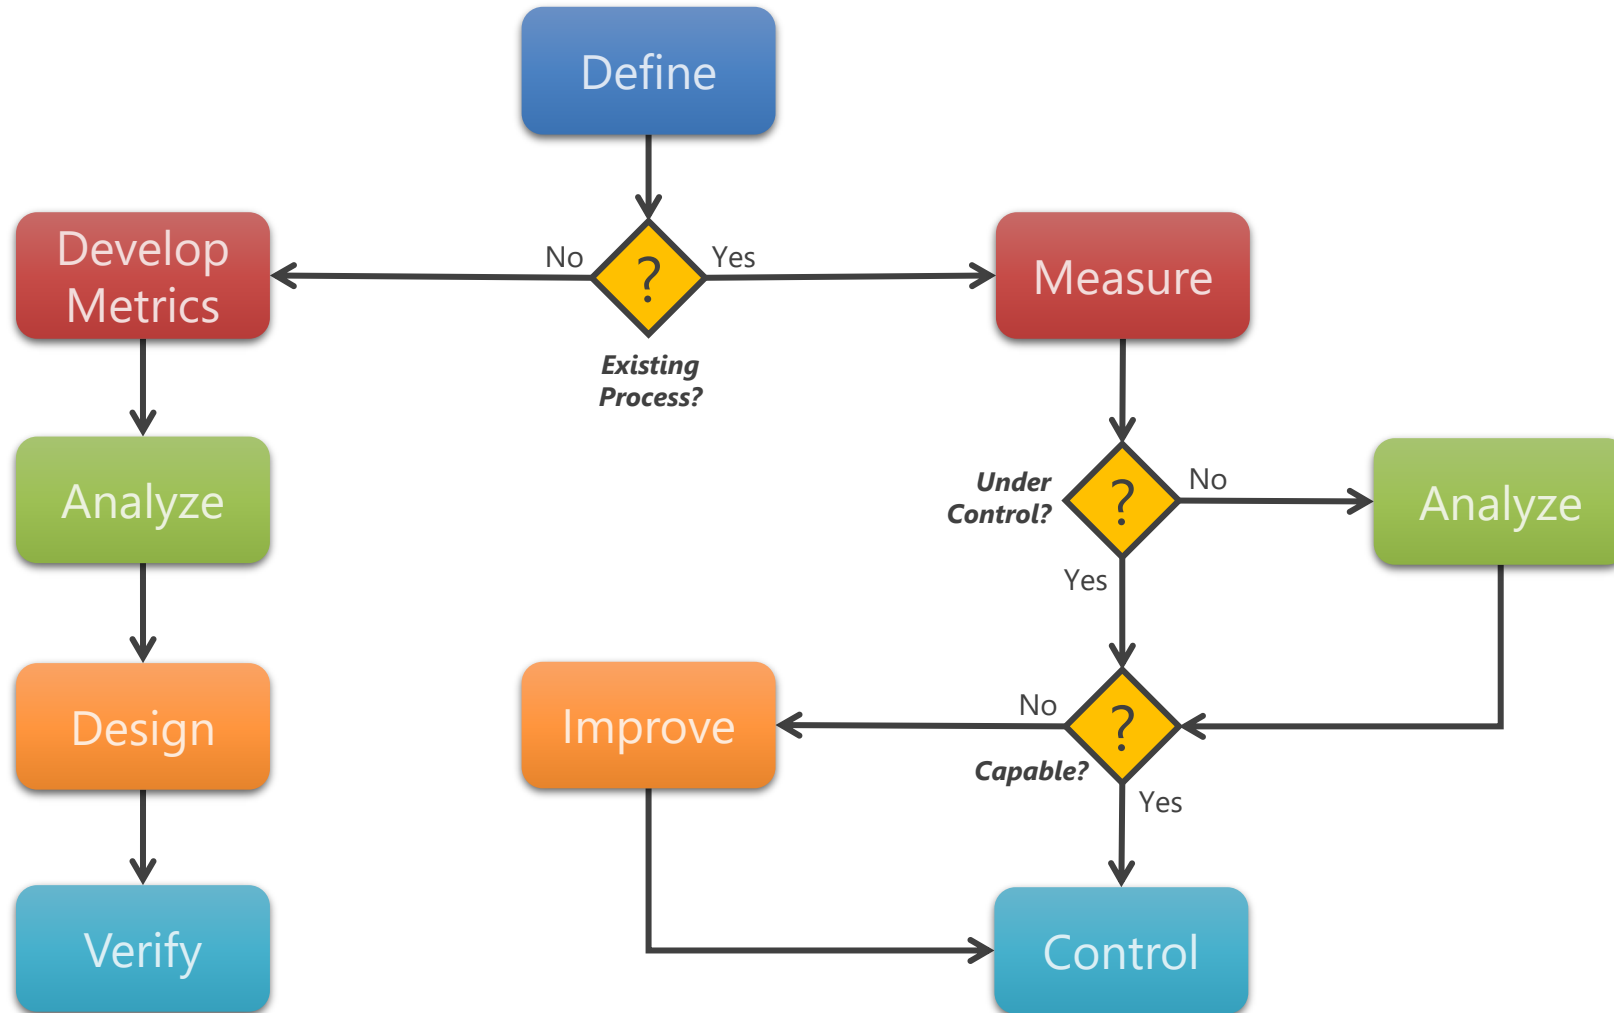 Define
No
?
Yes
Develop
Metrics
Measure
Existing
Process?
Analyze
Under
Control?
?
No
Analyze
Yes
Design
Improve
No
?
Capable?
Yes
Verify
Control